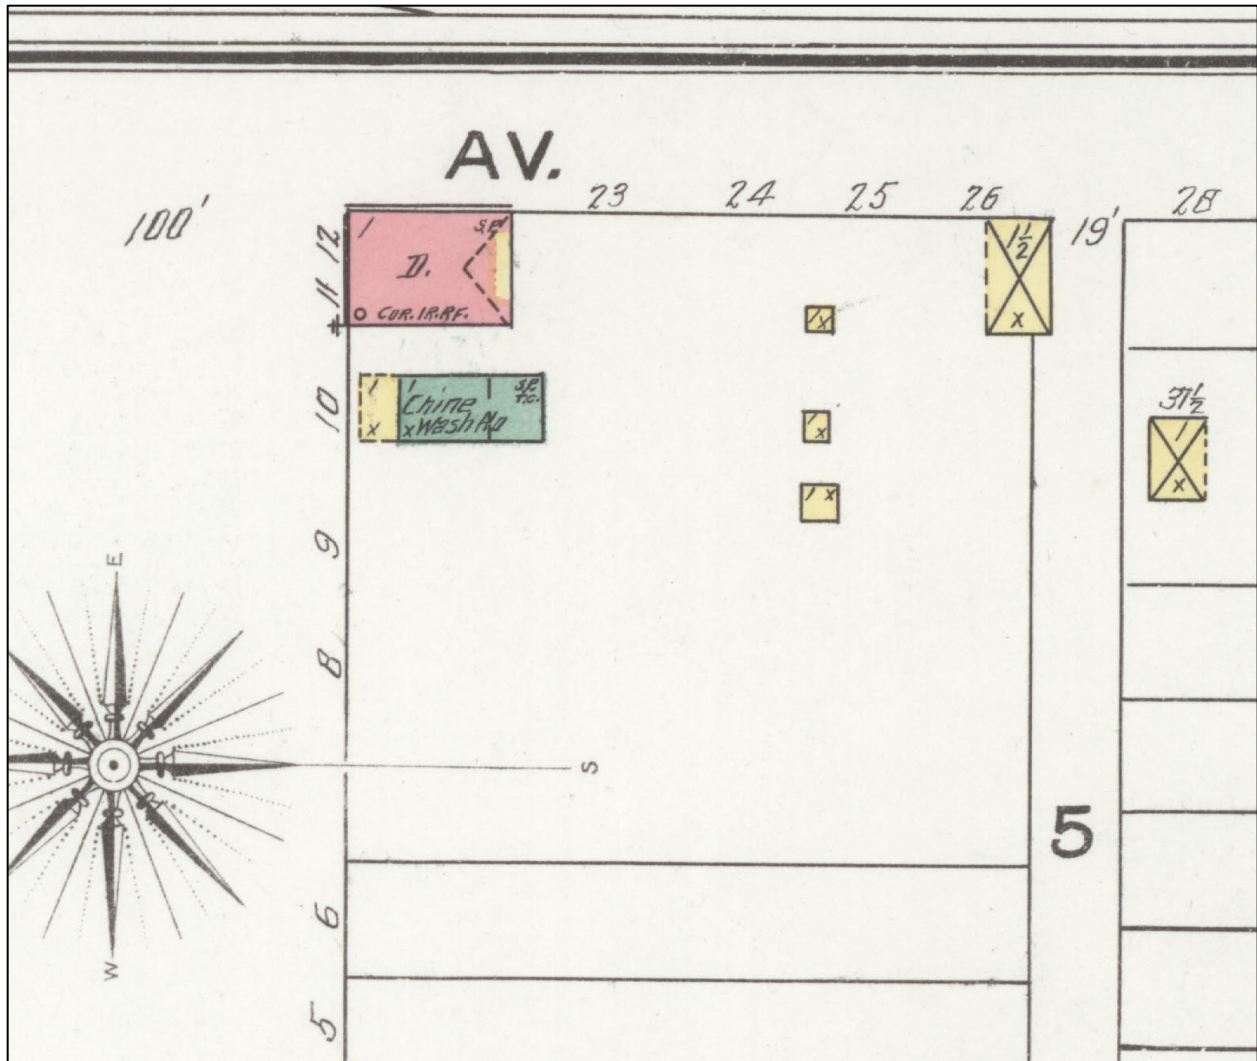 AV.
100'
23 24 25 26 19' 28
12
11
10
9
8
6
5
1
S.P.
D.
COR. IR. RF.
1½
x
1 x
1 x
1 x
1 1 S.P.
T.C.
Chine
x x Wash Ho
31½
1
x
E
S
W
5